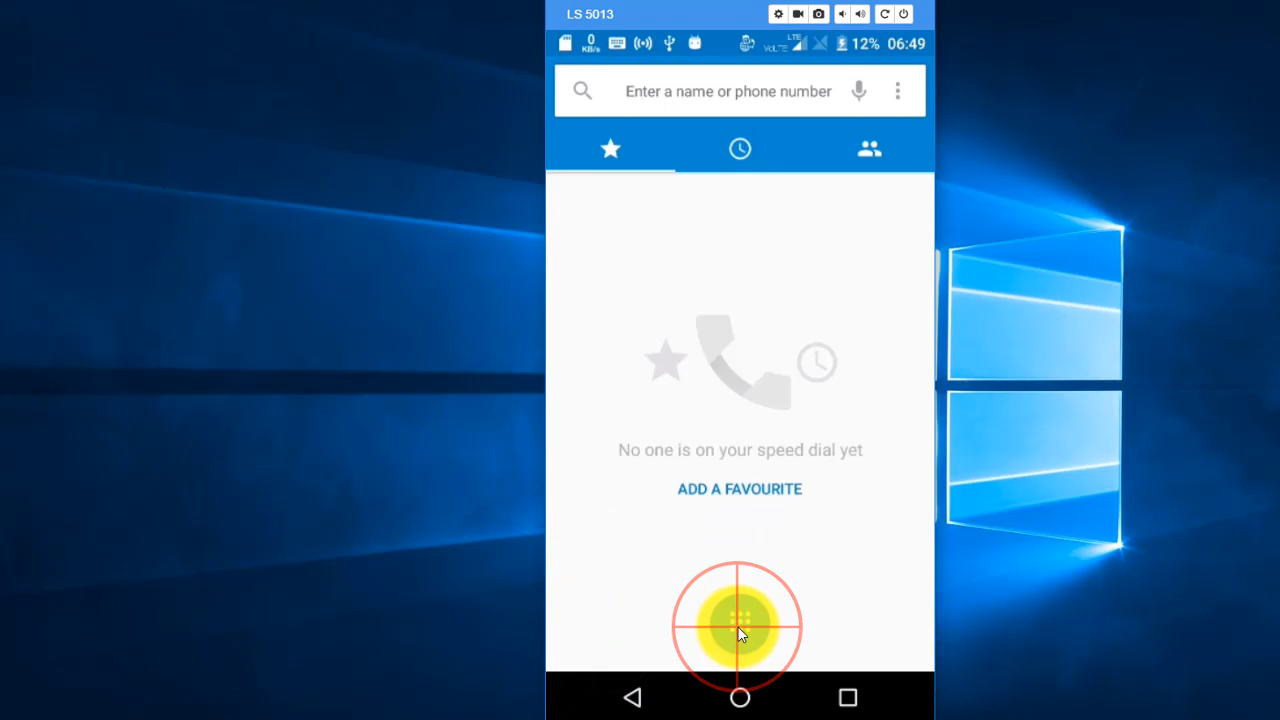 LS 5013
0 KB/s VoLTE LTE 12% 06:49
Enter a name or phone number
No one is on your speed dial yet
ADD A FAVOURITE